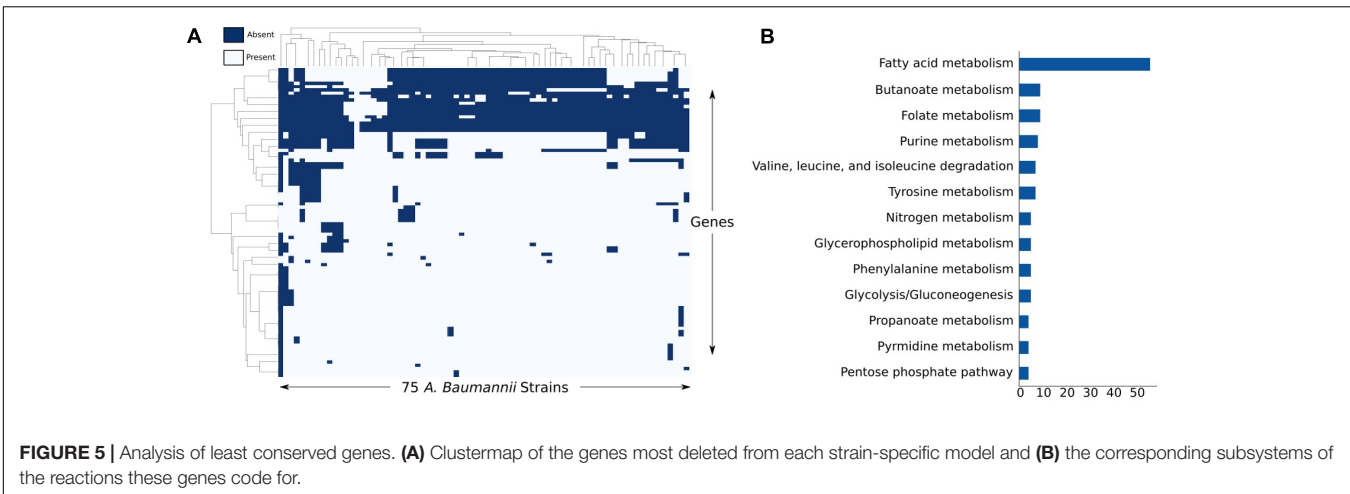 A
Absent
Present
Genes
75 A. Baumannii Strains
B
Fatty acid metabolism
Butanoate metabolism
Folate metabolism
Purine metabolism
Valine, leucine, and isoleucine degradation
Tyrosine metabolism
Nitrogen metabolism
Glycerophospholipid metabolism
Phenylalanine metabolism
Glycolysis/Gluconeogenesis
Propanoate metabolism
Pyrmidine metabolism
Pentose phosphate pathway
0 10 20 30 40 50
FIGURE 5 | Analysis of least conserved genes. (A) Clustermap of the genes most deleted from each strain-specific model and (B) the corresponding subsystems of
the reactions these genes code for.